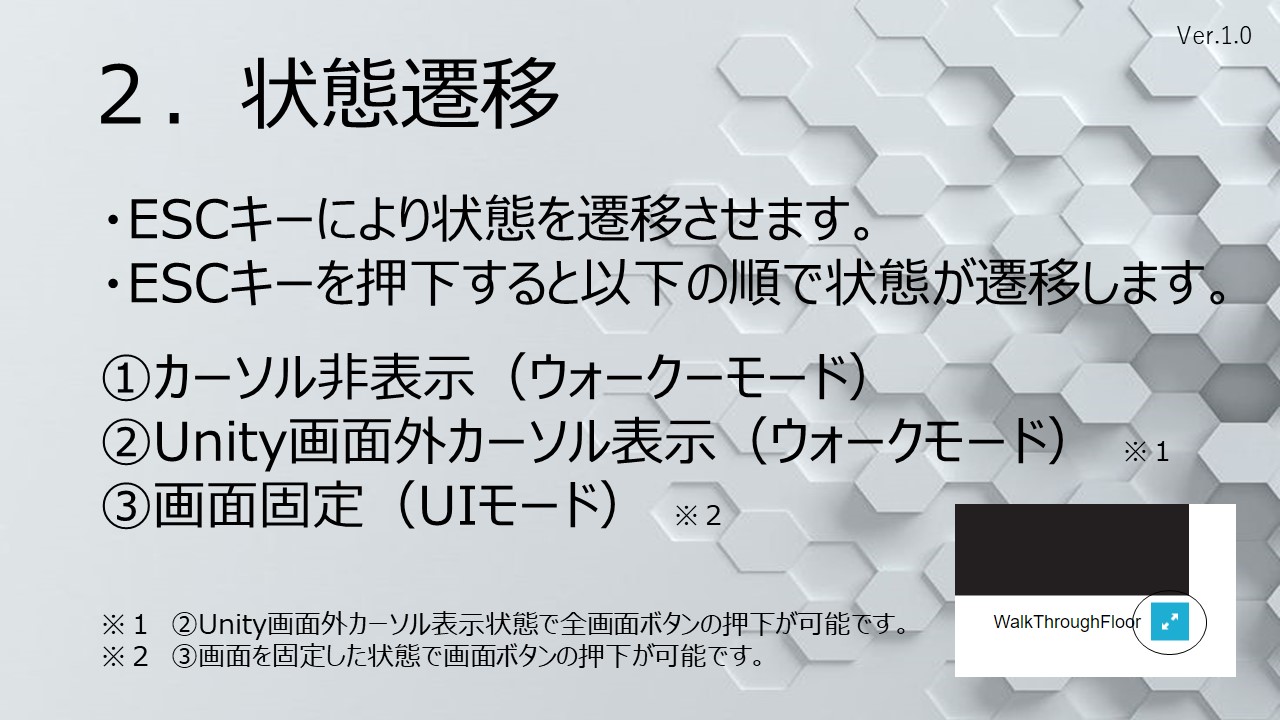 Ver.1.0
２．状態遷移
・ESCキーにより状態を遷移させます。
・ESCキーを押下すると以下の順で状態が遷移します。
①カーソル非表示（ウォークーモード）
②Unity画面外カーソル表示（ウォークモード） ※１
③画面固定（UIモード） ※２
WalkThroughFloor
※１ ②Unity画面外カーソル表示状態で全画面ボタンの押下が可能です。
※２ ③画面を固定した状態で画面ボタンの押下が可能です。